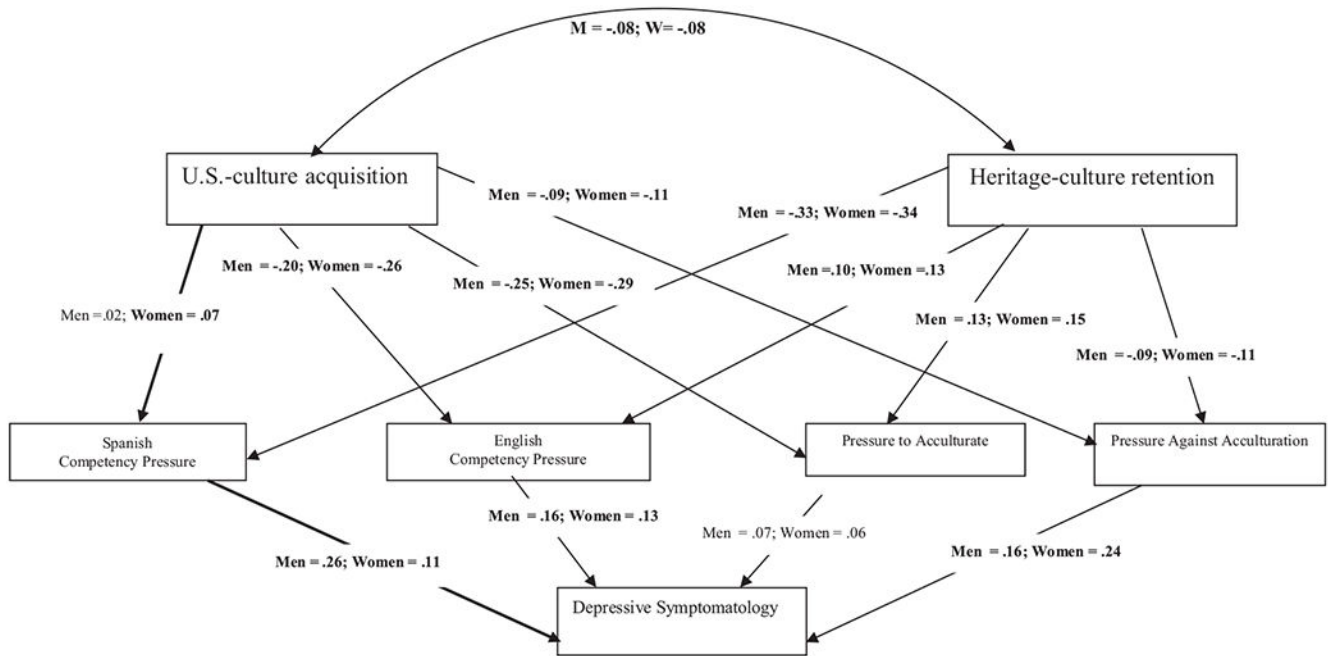 M = -.08; W= -.08
U.S.-culture acquisition
Heritage-culture retention
Men = -.09; Women = -.11
Men = -.33; Women = -.34
Men = -.20; Women = -.26
Men =.10; Women =.13
Men = -.25; Women = -.29
Men =.02; Women = .07
Men = .13; Women = .15
Men = -.09; Women = -.11
Spanish
Competency Pressure
English
Competency Pressure
Pressure to Acculturate
Pressure Against Acculturation
Men = .16; Women = .13
Men = .07; Women = .06
Men = .26; Women = .11
Men = .16; Women = .24
Depressive Symptomatology